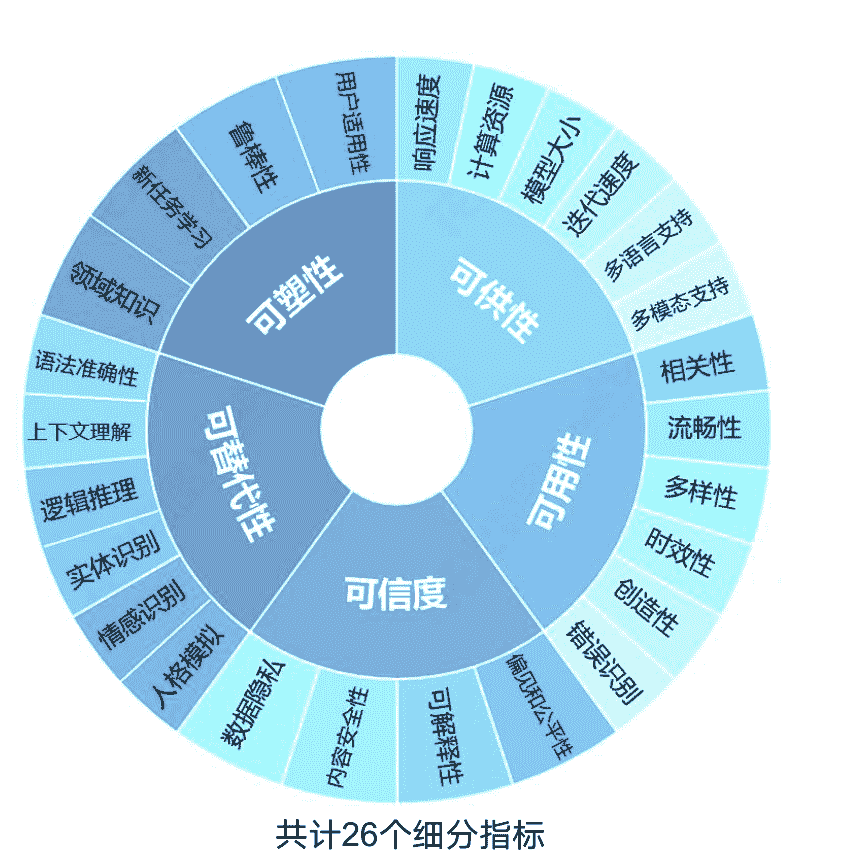 可供性
响应速度
计算资源
模型大小
迭代速度
多语言支持
多模态支持
可用性
相关性
流畅性
多样性
时效性
创造性
错误识别
可信度
偏见和公平性
可解释性
内容安全性
数据隐私
可替代性
人格模拟
情感识别
实体识别
逻辑推理
上下文理解
语法准确性
可塑性
领域知识
新任务学习
鲁棒性
用户适用性
共计26个细分指标